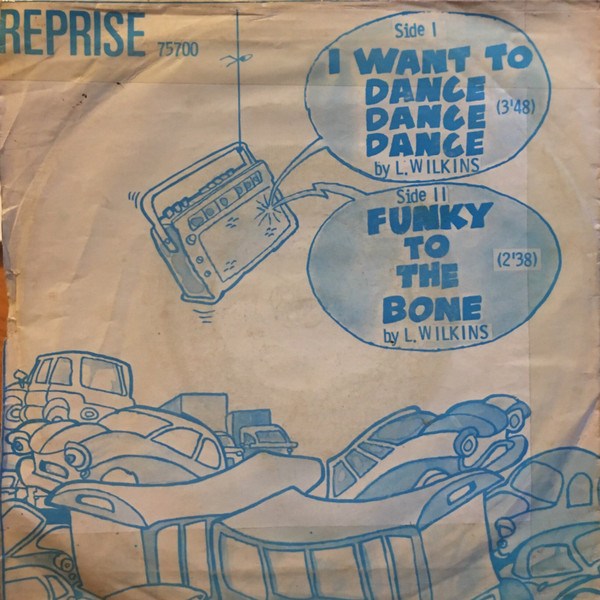 REPRISE 75700
Side I
I WANT TO
DANCE
DANCE (3'48)
DANCE
by L. WILKINS
Side II
FUNKY
TO
THE (2'38)
BONE
by L. WILKINS